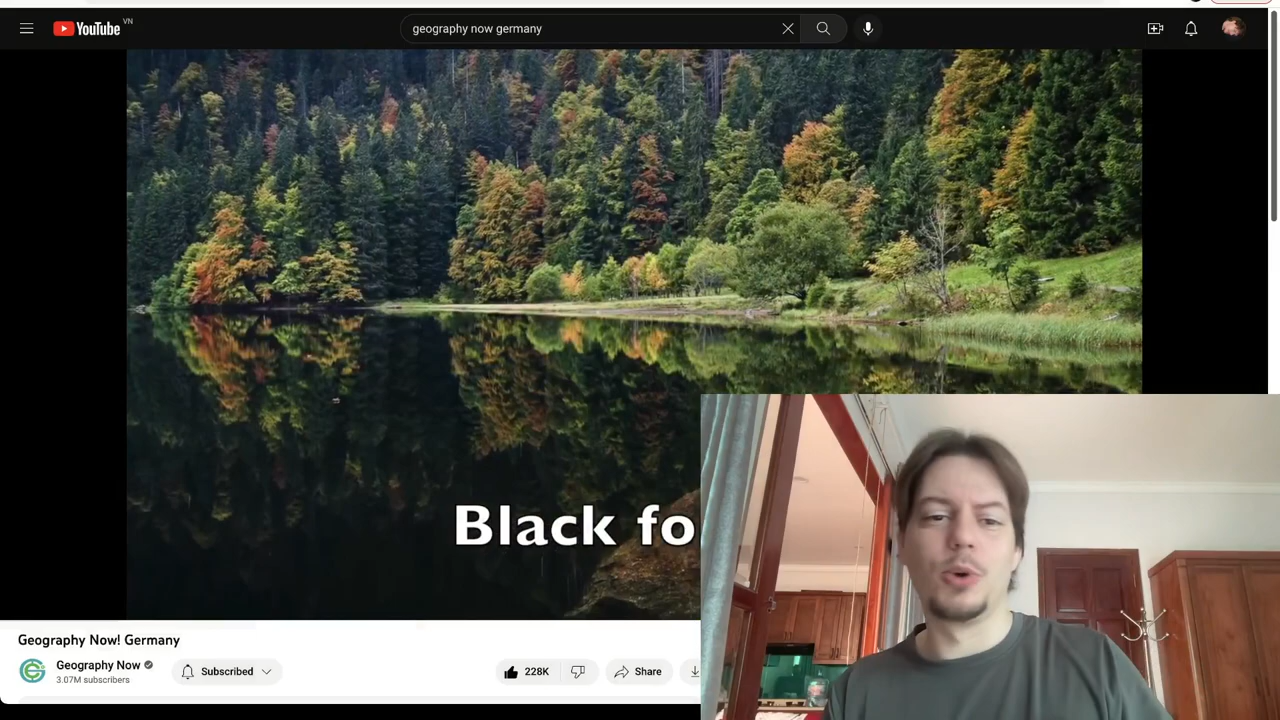 YouTube
VN
geography now germany
Black fo
Geography Now! Germany
Geography Now
3.07M subscribers
Subscribed
228K
Share